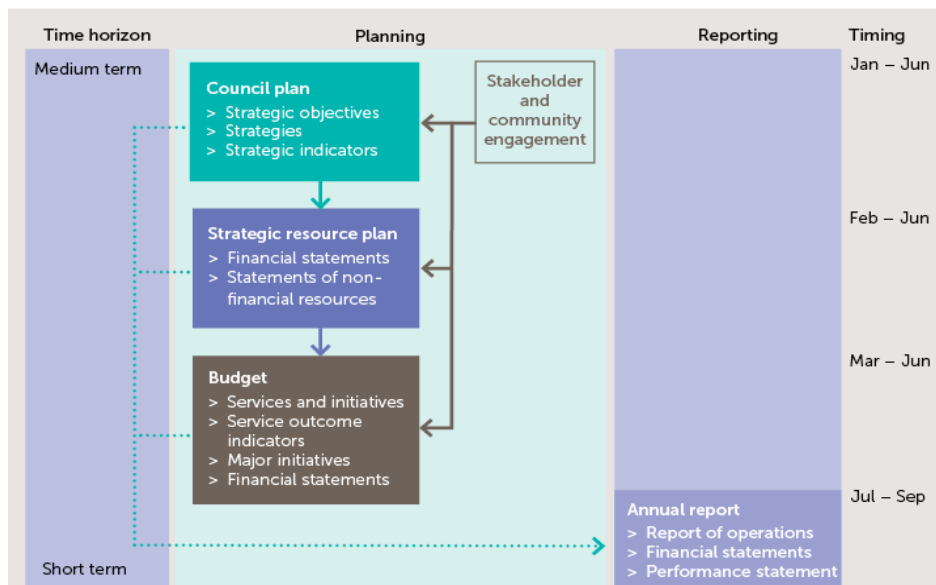 Time horizon
Planning
Reporting
Timing
Medium term
Jan – Jun
Council plan
> Strategic objectives
> Strategies
> Strategic indicators
Stakeholder
and
community
engagement
Feb – Jun
Strategic resource plan
> Financial statements
> Statements of non-
financial resources
Mar – Jun
Budget
> Services and initiatives
> Service outcome
indicators
> Major initiatives
> Financial statements
Jul – Sep
Annual report
> Report of operations
> Financial statements
> Performance statement
Short term